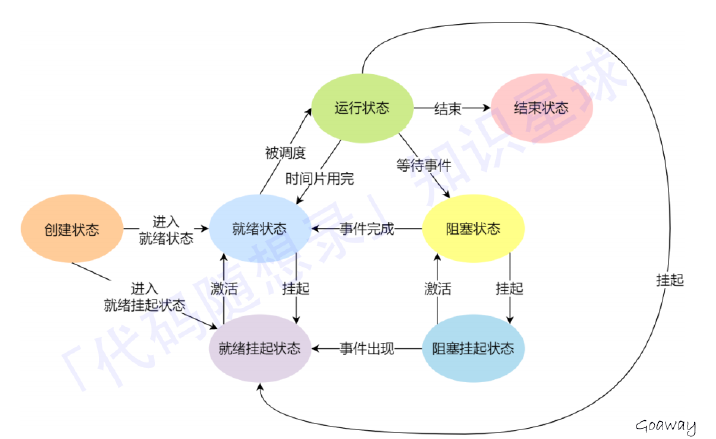 运行状态
结束
结束状态
被调度
时间片用完
等待事件
创建状态
进入
就绪状态
就绪状态
事件完成
阻塞状态
进入
就绪挂起状态
激活
挂起
激活
挂起
挂起
就绪挂起状态
事件出现
阻塞挂起状态
「代码随想录」知识星球
Goaway